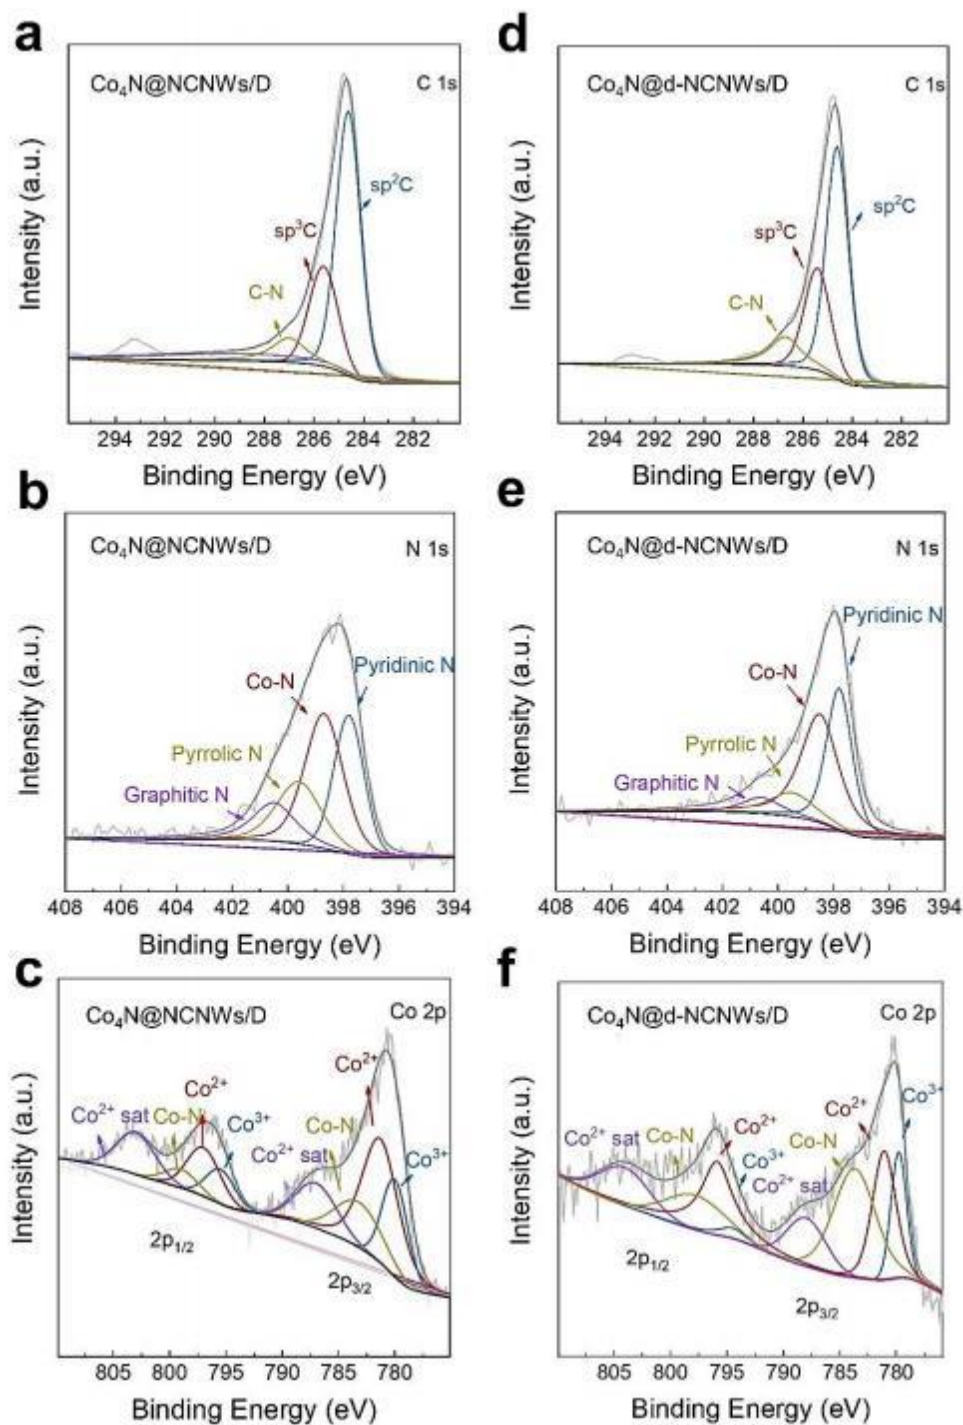 a
Co₄N@NCNWs/D
C 1s
sp²C
sp³C
C-N
Intensity (a.u.)
294 292 290 288 286 284 282
Binding Energy (eV)
d
Co₄N@d-NCNWs/D
C 1s
sp²C
sp³C
C-N
Intensity (a.u.)
294 292 290 288 286 284 282
Binding Energy (eV)
b
Co₄N@NCNWs/D
N 1s
Pyridinic N
Co-N
Pyrrolic N
Graphitic N
Intensity (a.u.)
408 406 404 402 400 398 396 394
Binding Energy (eV)
e
Co₄N@d-NCNWs/D
N 1s
Pyridinic N
Co-N
Pyrrolic N
Graphitic N
Intensity (a.u.)
408 406 404 402 400 398 396 394
Binding Energy (eV)
c
Co₄N@NCNWs/D
Co 2p
Co²⁺
Co²⁺
Co²⁺ sat
Co-N
Co³⁺
Co-N
Co²⁺ sat
Co³⁺
2p₁/₂
2p₃/₂
Intensity (a.u.)
805 800 795 790 785 780
Binding Energy (eV)
f
Co₄N@d-NCNWs/D
Co 2p
Co²⁺
Co³⁺
Co²⁺
Co-N
Co²⁺ sat
Co-N
Co³⁺
Co²⁺ sat
2p₁/₂
2p₃/₂
Intensity (a.u.)
805 800 795 790 785 780
Binding Energy (eV)